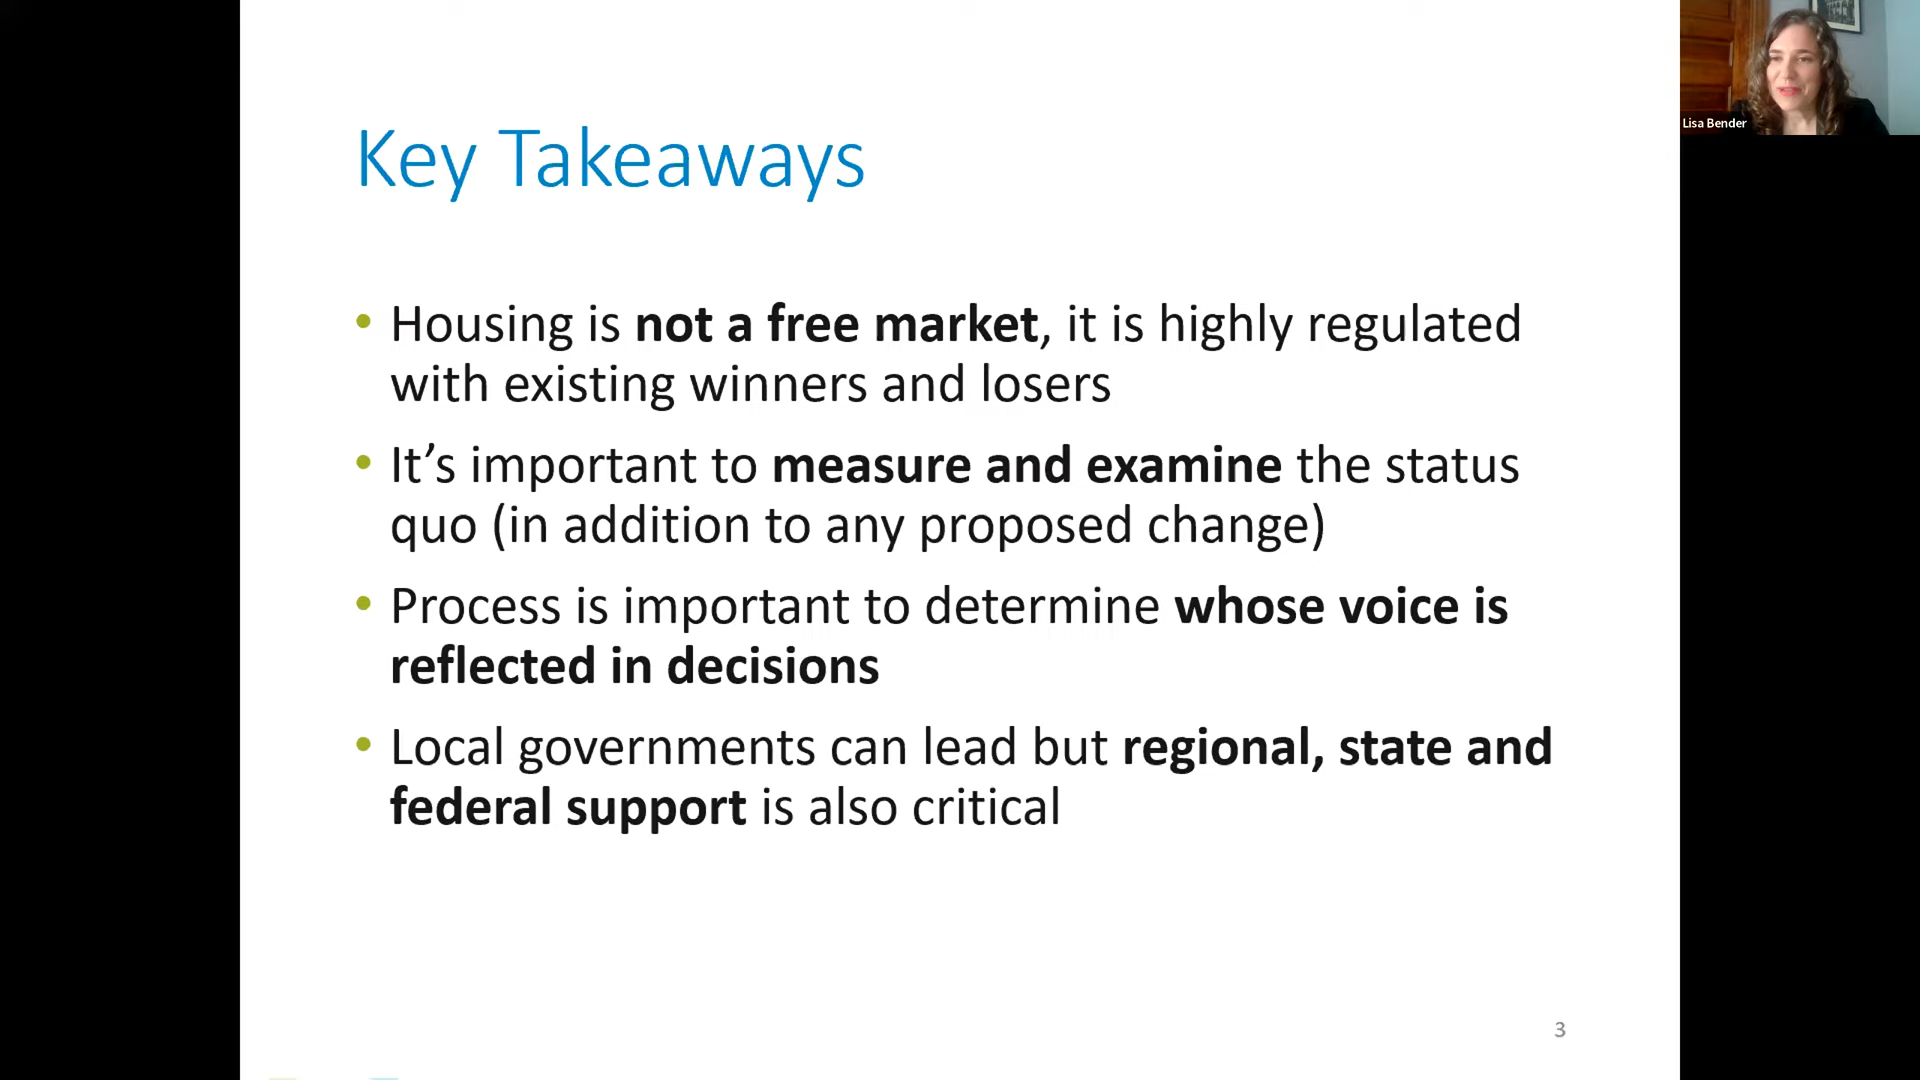 Key Takeaways
• Housing is not a free market, it is highly regulated
with existing winners and losers
• It’s important to measure and examine the status
quo (in addition to any proposed change)
• Process is important to determine whose voice is
reflected in decisions
• Local governments can lead but regional, state and
federal support is also critical
3
Lisa Bender